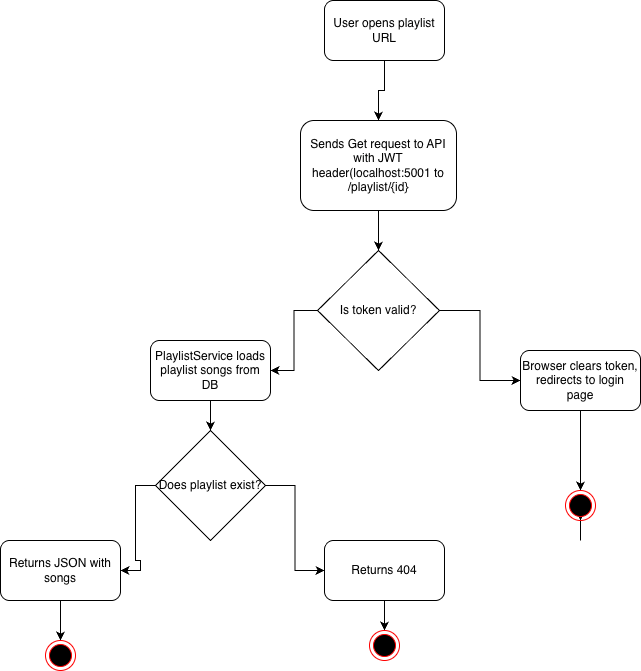 User opens playlist
URL
Sends Get request to API
with JWT
header(localhost:5001 to
/playlist/{id}
Is token valid?
PlaylistService loads
playlist songs from
DB
Browser clears token,
redirects to login
page
Does playlist exist?
Returns JSON with
songs
Returns 404